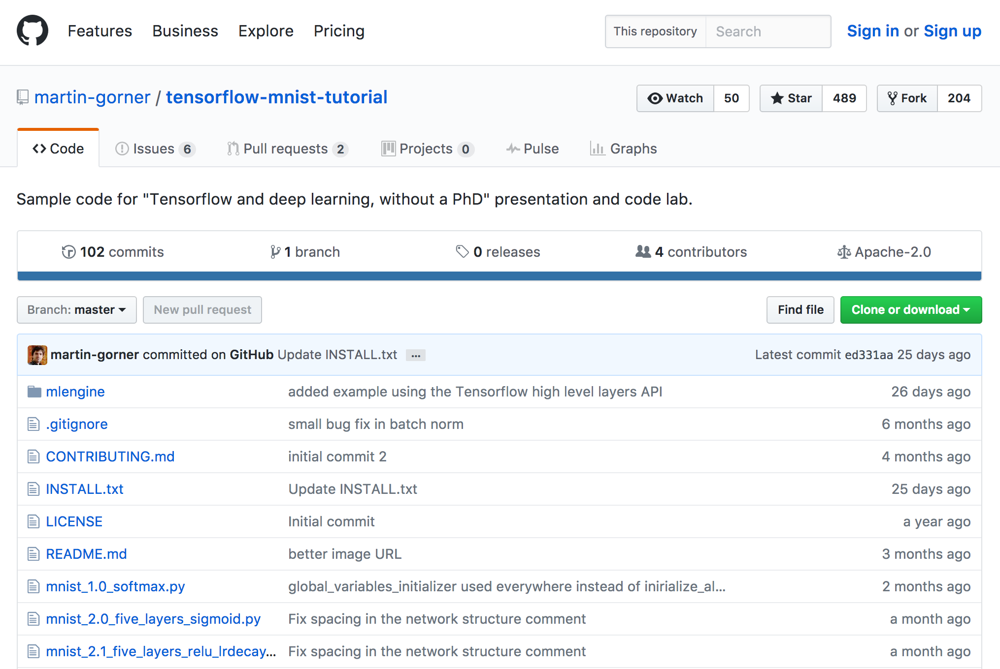 Features Business Explore Pricing This repository Search Sign in or Sign up
martin-gorner / tensorflow-mnist-tutorial Watch 50 Star 489 Fork 204
Code Issues 6 Pull requests 2 Projects 0 Pulse Graphs
Sample code for "Tensorflow and deep learning, without a PhD" presentation and code lab.
102 commits 1 branch 0 releases 4 contributors Apache-2.0
Branch: master New pull request Find file Clone or download
martin-gorner committed on GitHub Update INSTALL.txt ... Latest commit ed331aa 25 days ago
mlengine added example using the Tensorflow high level layers API 26 days ago
.gitignore small bug fix in batch norm 6 months ago
CONTRIBUTING.md initial commit 2 4 months ago
INSTALL.txt Update INSTALL.txt 25 days ago
LICENSE Initial commit a year ago
README.md better image URL 3 months ago
mnist_1.0_softmax.py global_variables_initializer used everywhere instead of inirialize_al... 2 months ago
mnist_2.0_five_layers_sigmoid.py Fix spacing in the network structure comment a month ago
mnist_2.1_five_layers_relu_lrdecay... Fix spacing in the network structure comment a month ago